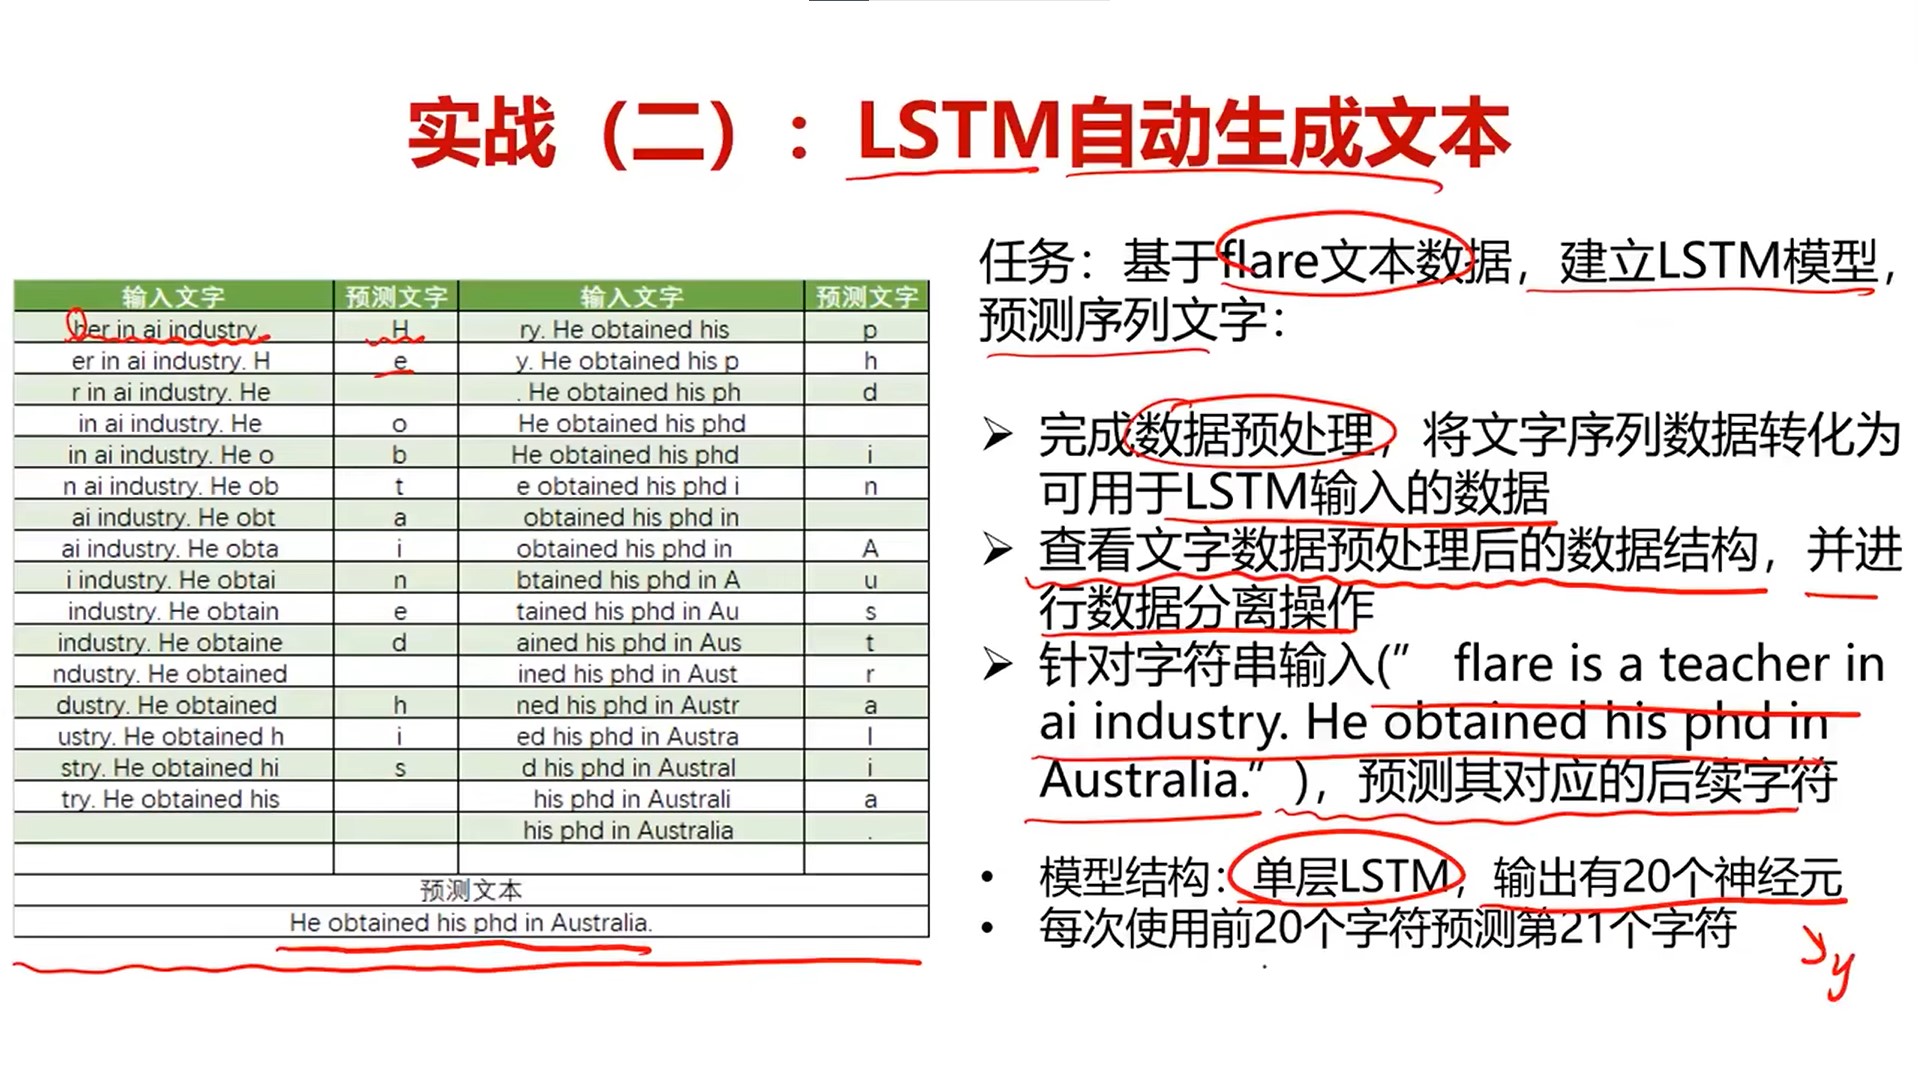 实战（二）：LSTM自动生成文本
输入文字 预测文字 输入文字 预测文字
her in ai industry. H ry. He obtained his p
er in ai industry. H e y. He obtained his p h
r in ai industry. He . He obtained his ph d
in ai industry. He o He obtained his phd
in ai industry. He o b He obtained his phd i
n ai industry. He ob t e obtained his phd i n
ai industry. He obt a obtained his phd in
ai industry. He obta i obtained his phd in A
i industry. He obtai n btained his phd in A u
industry. He obtain e tained his phd in Au s
industry. He obtaine d ained his phd in Aus t
ndustry. He obtained ined his phd in Aust r
dustry. He obtained h ned his phd in Austr a
ustry. He obtained h i ed his phd in Austra l
stry. He obtained hi s d his phd in Austral i
try. He obtained his his phd in Australi a
his phd in Australia .
预测文本
He obtained his phd in Australia.
任务：基于flare文本数据，建立LSTM模型，
预测序列文字：
➢ 完成数据预处理，将文字序列数据转化为
可用于LSTM输入的数据
➢ 查看文字数据预处理后的数据结构，并进
行数据分离操作
➢ 针对字符串输入(” flare is a teacher in
ai industry. He obtained his phd in
Australia.” )，预测其对应的后续字符
• 模型结构：单层LSTM，输出有20个神经元
• 每次使用前20个字符预测第21个字符
y